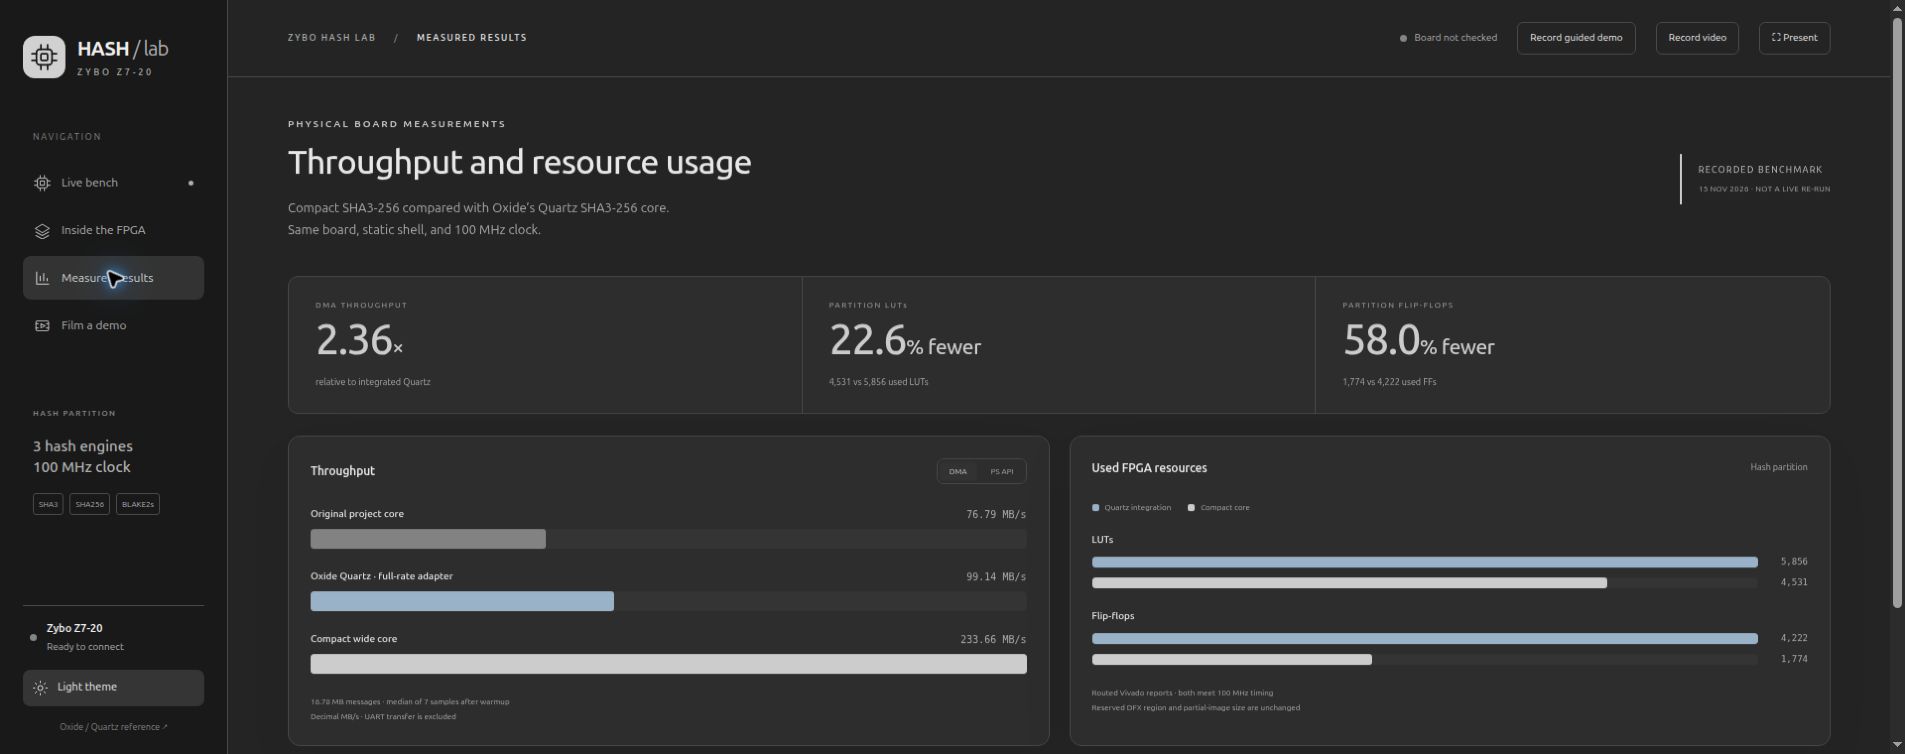 HASH / lab
ZYBO Z7-20
NAVIGATION
Live bench
Inside the FPGA
Measure esults
Film a demo
HASH PARTITION
3 hash engines
100 MHz clock
SHA3 SHA256 BLAKE2s
Zybo Z7-20
Ready to connect
Light theme
Oxide / Quartz reference ↗
ZYBO HASH LAB / MEASURED RESULTS
Board not checked
Record guided demo
Record video
Present
PHYSICAL BOARD MEASUREMENTS
Throughput and resource usage
Compact SHA3-256 compared with Oxide's Quartz SHA3-256 core.
Same board, static shell, and 100 MHz clock.
RECORDED BENCHMARK
15 NOV 2026 · NOT A LIVE RE-RUN
DMA THROUGHPUT
2.36×
relative to integrated Quartz
PARTITION LUTs
22.6% fewer
4,531 vs 5,856 used LUTs
PARTITION FLIP-FLOPS
58.0% fewer
1,774 vs 4,222 used FFs
Throughput
DMA PS API
Original project core 76.79 MB/s
Oxide Quartz · full-rate adapter 99.14 MB/s
Compact wide core 233.66 MB/s
16.78 MB messages · median of 7 samples after warmup
Decimal MB/s · UART transfer is excluded
Used FPGA resources
Hash partition
Quartz integration Compact core
LUTs
5,856
4,531
Flip-flops
4,222
1,774
Routed Vivado reports · both meet 100 MHz timing
Reserved DFX region and partial-image size are unchanged